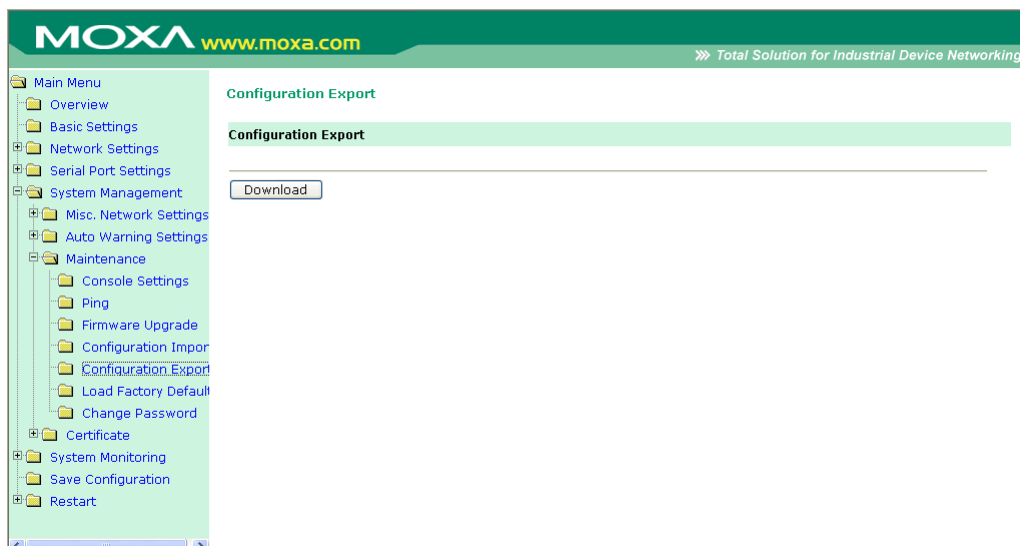 MOXA www.moxa.com
Total Solution for Industrial Device Networking
Main Menu
Overview
Basic Settings
Network Settings
Serial Port Settings
System Management
Misc. Network Settings
Auto Warning Settings
Maintenance
Console Settings
Ping
Firmware Upgrade
Configuration Impor
Configuration Export
Load Factory Default
Change Password
Certificate
System Monitoring
Save Configuration
Restart
Configuration Export
Configuration Export
Download